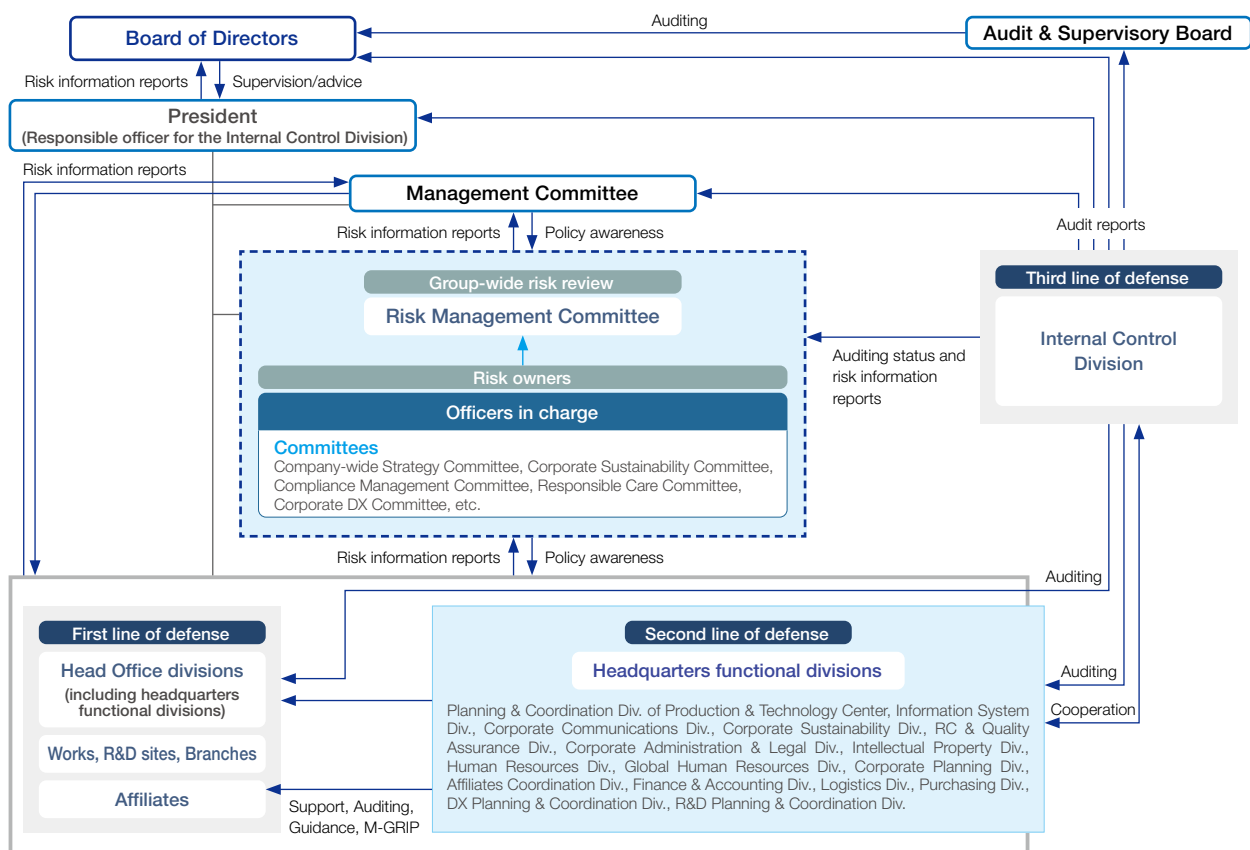 Auditing
Board of Directors
Audit & Supervisory Board
Risk information reports
Supervision/advice
President
(Responsible officer for the Internal Control Division)
Risk information reports
Management Committee
Risk information reports
Policy awareness
Audit reports
Group-wide risk review
Risk Management Committee
Third line of defense
Internal Control
Division
Auditing status and
risk information
reports
Risk owners
Officers in charge
Committees
Company-wide Strategy Committee, Corporate Sustainability Committee,
Compliance Management Committee, Responsible Care Committee,
Corporate DX Committee, etc.
Risk information reports
Policy awareness
Auditing
First line of defense
Head Office divisions
(including headquarters
functional divisions)
Works, R&D sites, Branches
Affiliates
Support, Auditing,
Guidance, M-GRIP
Second line of defense
Headquarters functional divisions
Planning & Coordination Div. of Production & Technology Center, Information System
Div., Corporate Communications Div., Corporate Sustainability Div., RC & Quality
Assurance Div., Corporate Administration & Legal Div., Intellectual Property Div.,
Human Resources Div., Global Human Resources Div., Corporate Planning Div.,
Affiliates Coordination Div., Finance & Accounting Div., Logistics Div., Purchasing Div.,
DX Planning & Coordination Div., R&D Planning & Coordination Div.
Auditing
Cooperation